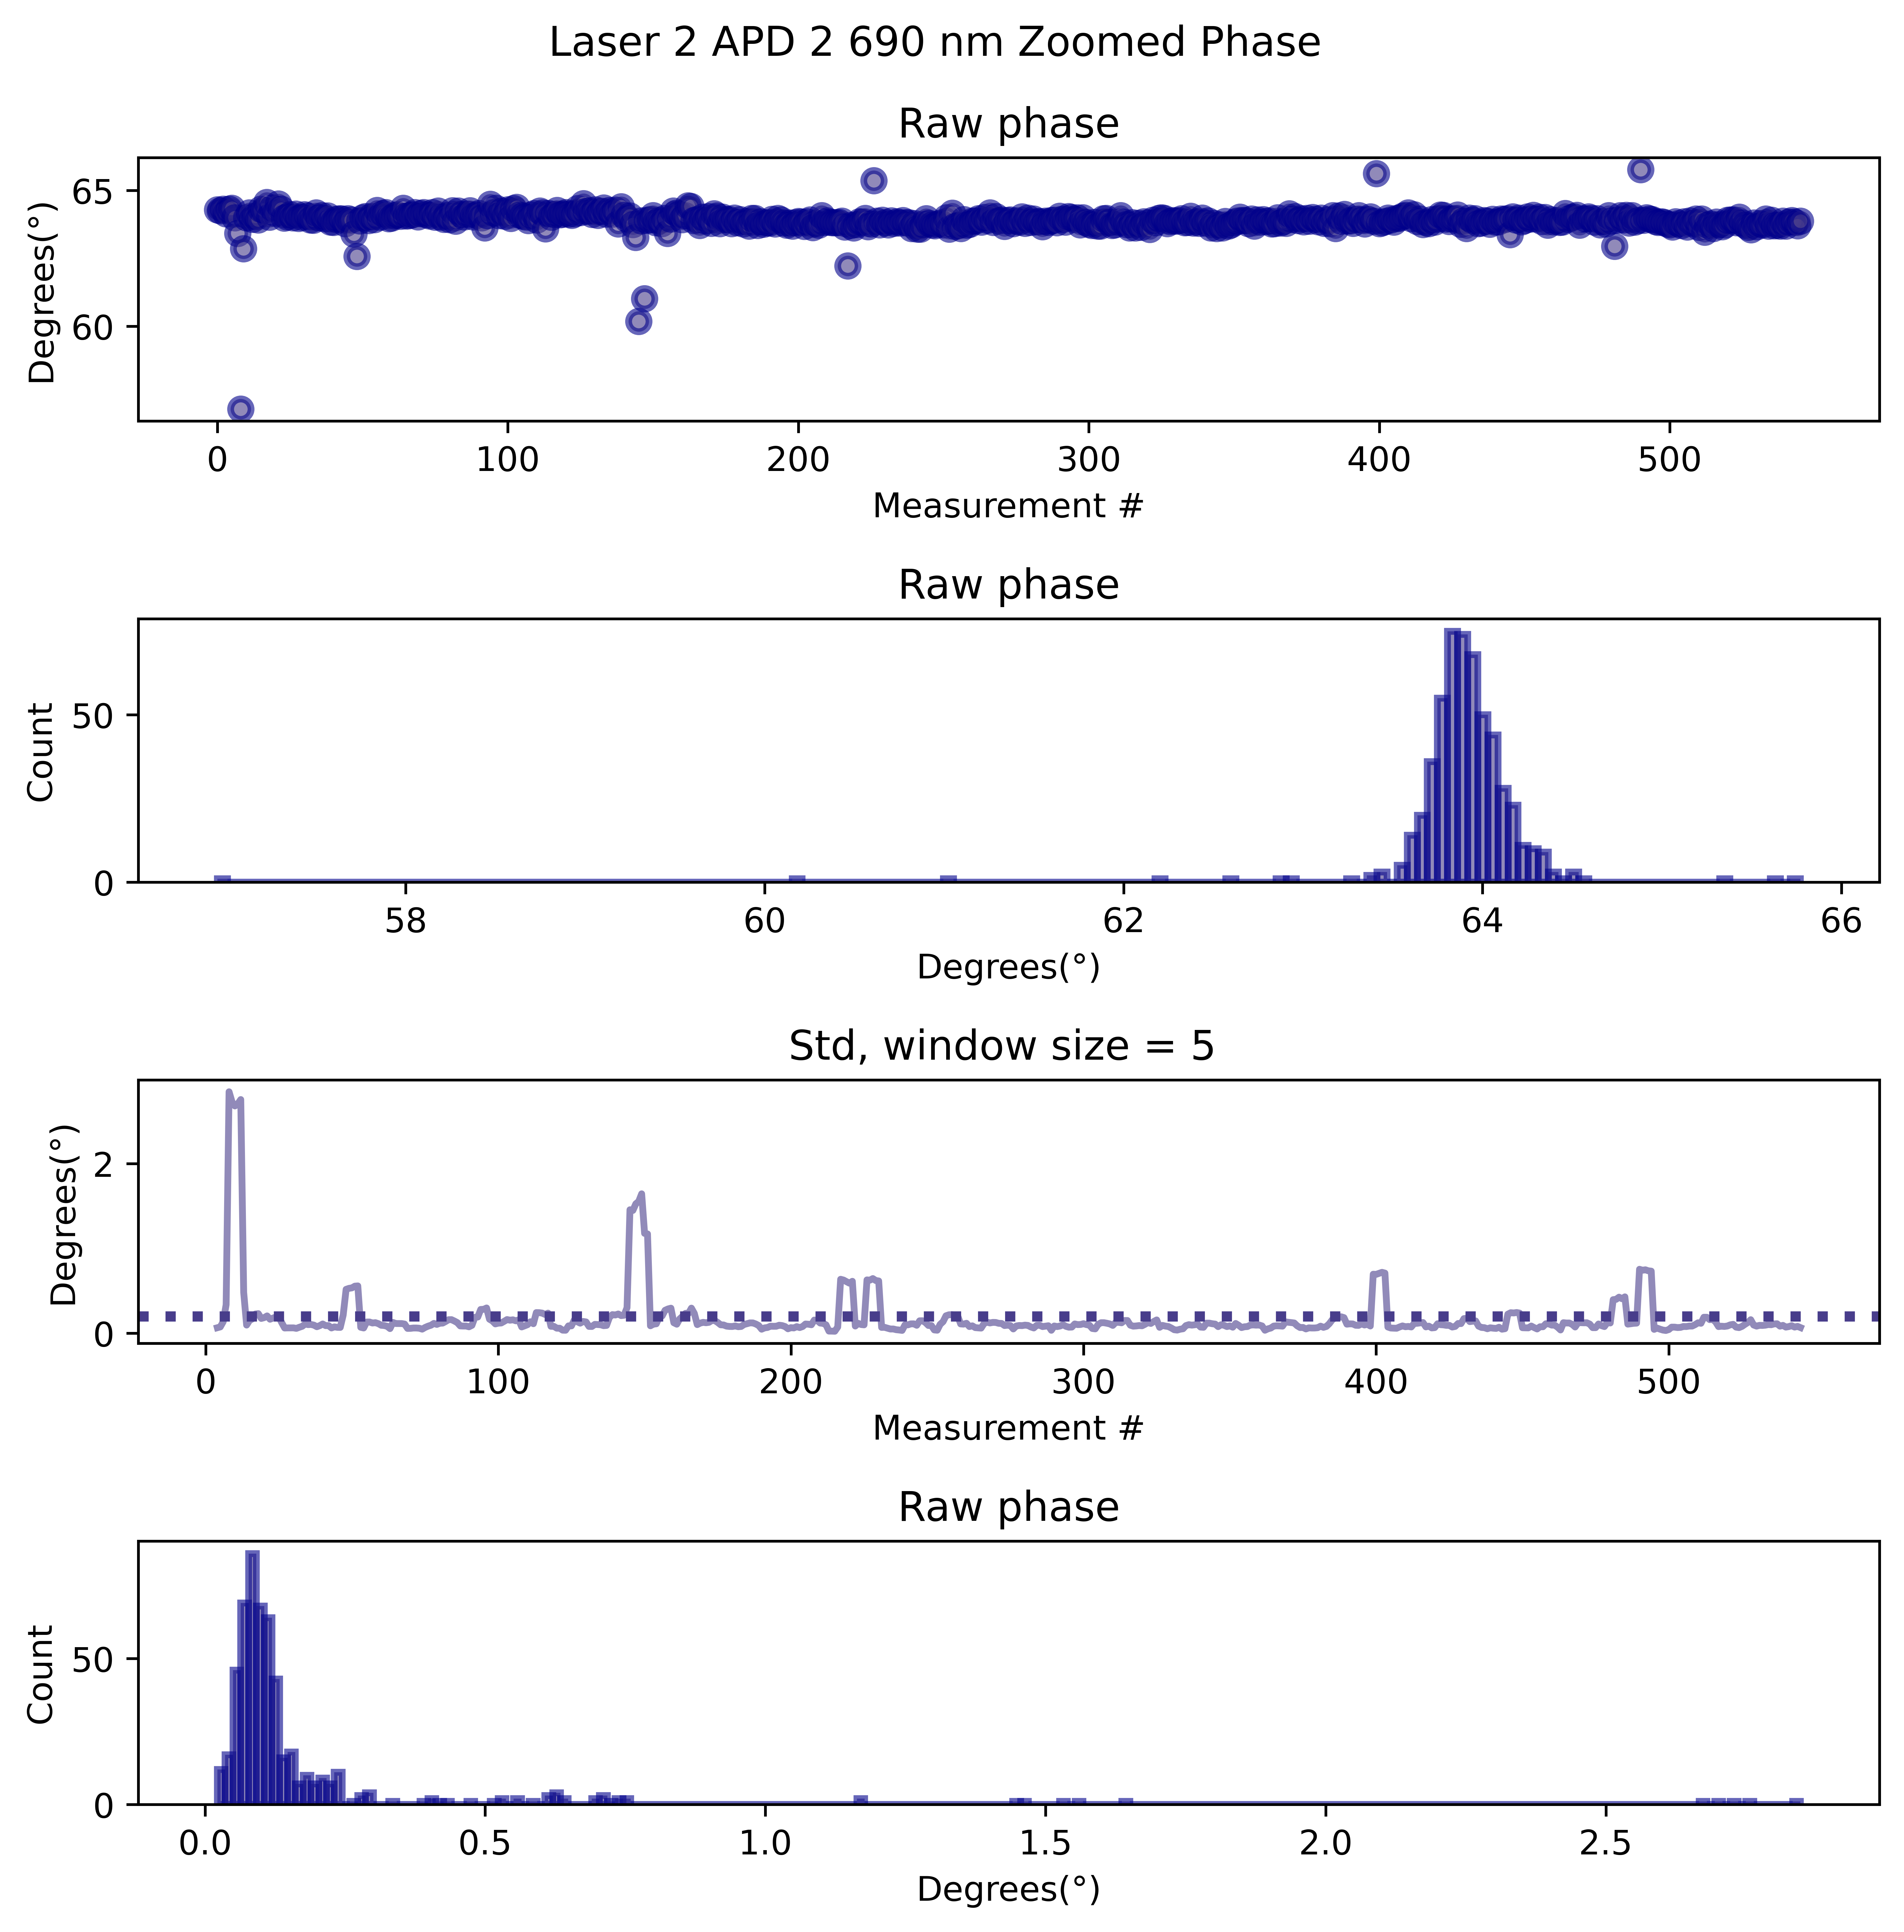 Laser 2 APD 2 690 nm Zoomed Phase
Raw phase
Degrees(°)
65
60
0 100 200 300 400 500
Measurement #
Raw phase
Count
50
0
58 60 62 64 66
Degrees(°)
Std, window size = 5
Degrees(°)
2
0
0 100 200 300 400 500
Measurement #
Raw phase
Count
50
0
0.0 0.5 1.0 1.5 2.0 2.5
Degrees(°)